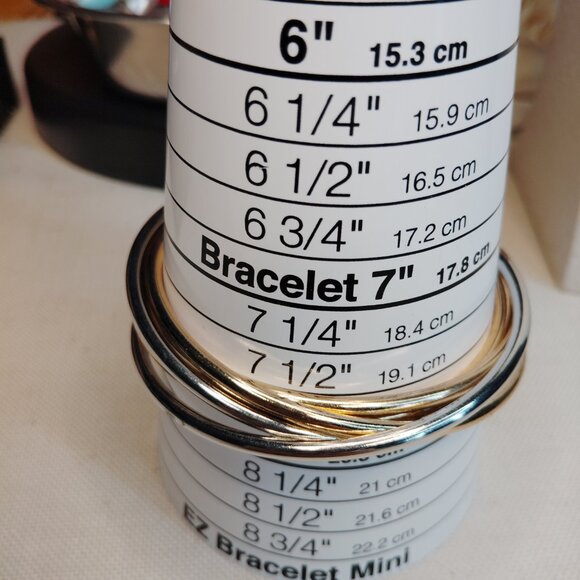 6" 15.3 cm
6 1/4" 15.9 cm
6 1/2" 16.5 cm
6 3/4" 17.2 cm
Bracelet 7" 17.8 cm
7 1/4" 18.4 cm
7 1/2" 19.1 cm
cm
8 1/4" 21 cm
8 1/2" 21.6 cm
8 3/4" 22.2 cm
EZ Bracelet Mini